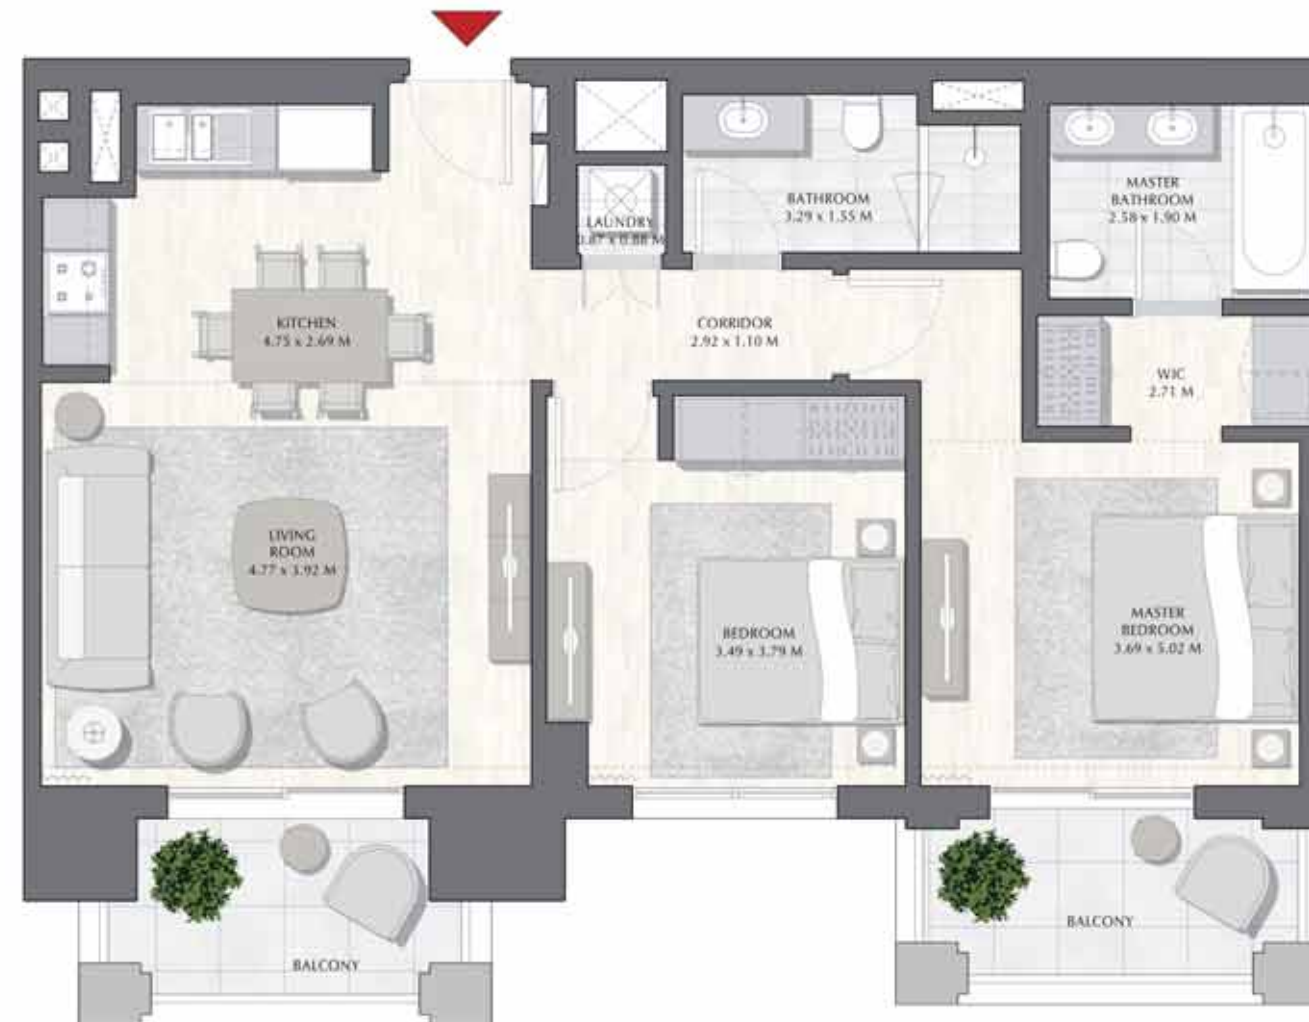 BATHROOM
3.29 x 1.55 M
MASTER
BATHROOM
2.58 x 1.90 M
LAUNDRY
0.87 x 0.88 M
KITCHEN
4.75 x 2.69 M
CORRIDOR
2.92 x 1.10 M
WIC
2.71 M
LIVING
ROOM
4.77 x 3.92 M
BEDROOM
3.49 x 3.79 M
MASTER
BEDROOM
3.69 x 5.02 M
BALCONY
BALCONY